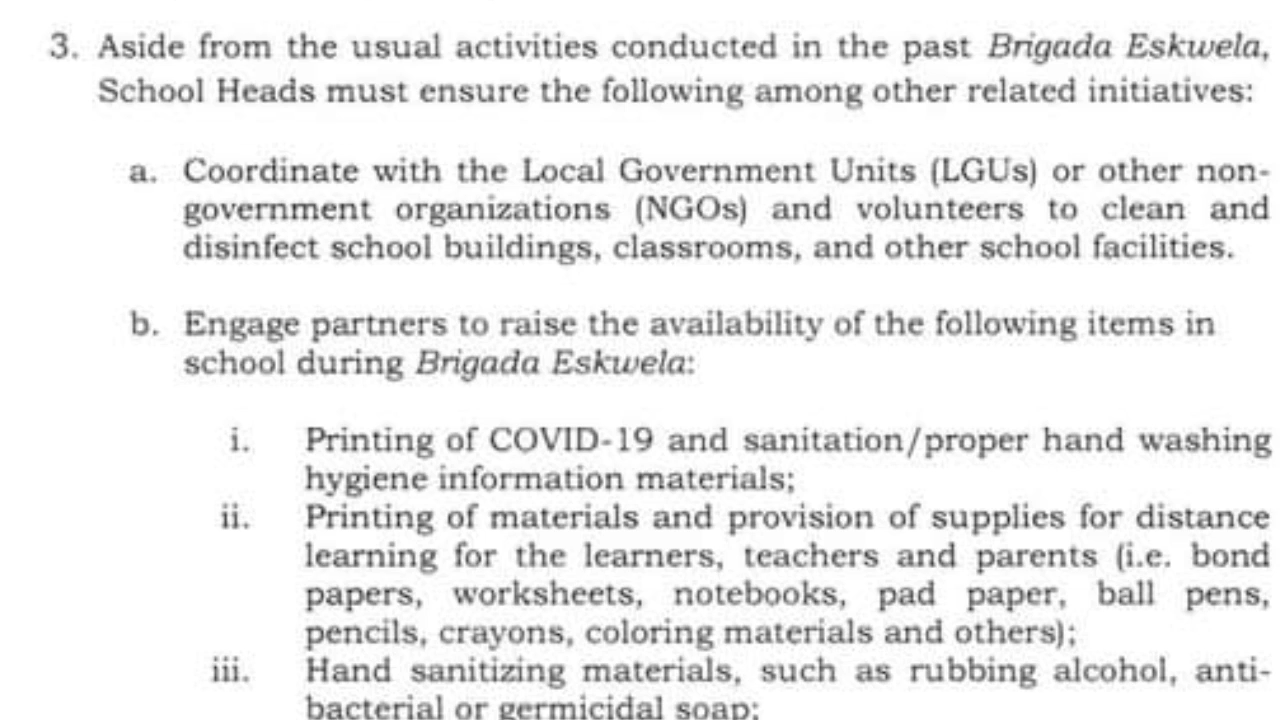 3. Aside from the usual activities conducted in the past Brigada Eskwela,
School Heads must ensure the following among other related initiatives:
a. Coordinate with the Local Government Units (LGUs) or other non-
government organizations (NGOs) and volunteers to clean and
disinfect school buildings, classrooms, and other school facilities.
b. Engage partners to raise the availability of the following items in
school during Brigada Eskwela:
i. Printing of COVID-19 and sanitation/proper hand washing
hygiene information materials;
ii. Printing of materials and provision of supplies for distance
learning for the learners, teachers and parents (i.e. bond
papers, worksheets, notebooks, pad paper, ball pens,
pencils, crayons, coloring materials and others);
iii. Hand sanitizing materials, such as rubbing alcohol, anti-
bacterial or germicidal soap;